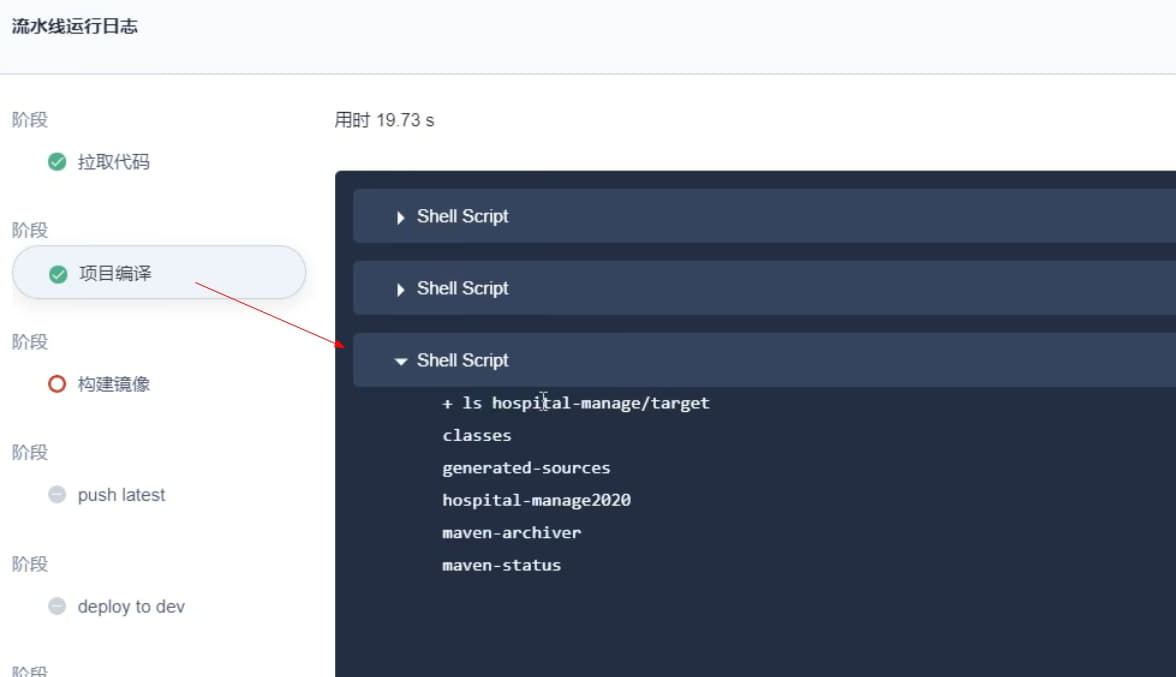 流水线运行日志
阶段
拉取代码
阶段
项目编译
阶段
构建镜像
阶段
push latest
阶段
deploy to dev
阶段
用时 19.73 s
Shell Script
Shell Script
Shell Script
+ ls hospital-manage/target
classes
generated-sources
hospital-manage2020
maven-archiver
maven-status